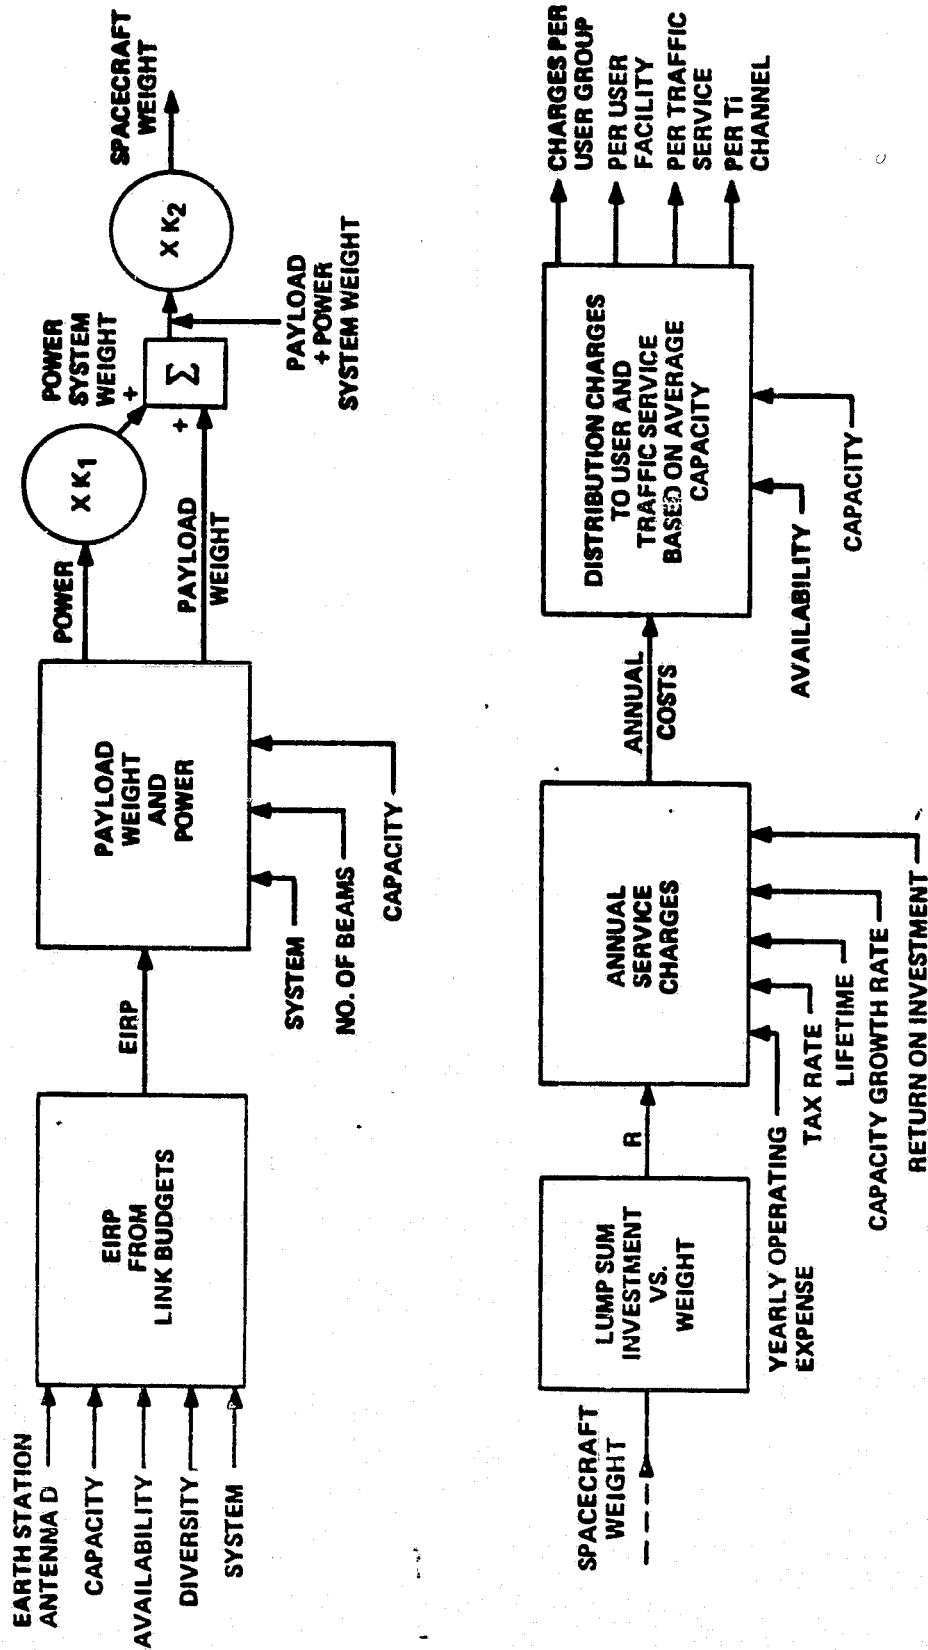 EARTH STATION
ANTENNA D
CAPACITY
AVAILABILITY
DIVERSITY
SYSTEM
EIRP
FROM
LINK BUDGETS
EIRP
PAYLOAD
WEIGHT
AND
POWER
SYSTEM
NO. OF BEAMS
CAPACITY
POWER
PAYLOAD
WEIGHT
X K1
POWER
SYSTEM
WEIGHT
+
+
Σ
PAYLOAD
+ POWER
SYSTEM WEIGHT
X K2
SPACECRAFT
WEIGHT
SPACECRAFT
WEIGHT
LUMP SUM
INVESTMENT
VS.
WEIGHT
R
ANNUAL
SERVICE
CHARGES
YEARLY OPERATING
EXPENSE
TAX RATE
LIFETIME
CAPACITY GROWTH RATE
RETURN ON INVESTMENT
ANNUAL
COSTS
DISTRIBUTION CHARGES
TO USER AND
TRAFFIC SERVICE
BASED ON AVERAGE
CAPACITY
AVAILABILITY
CAPACITY
CHARGES PER
USER GROUP
PER USER
FACILITY
PER TRAFFIC
SERVICE
PER Ti
CHANNEL